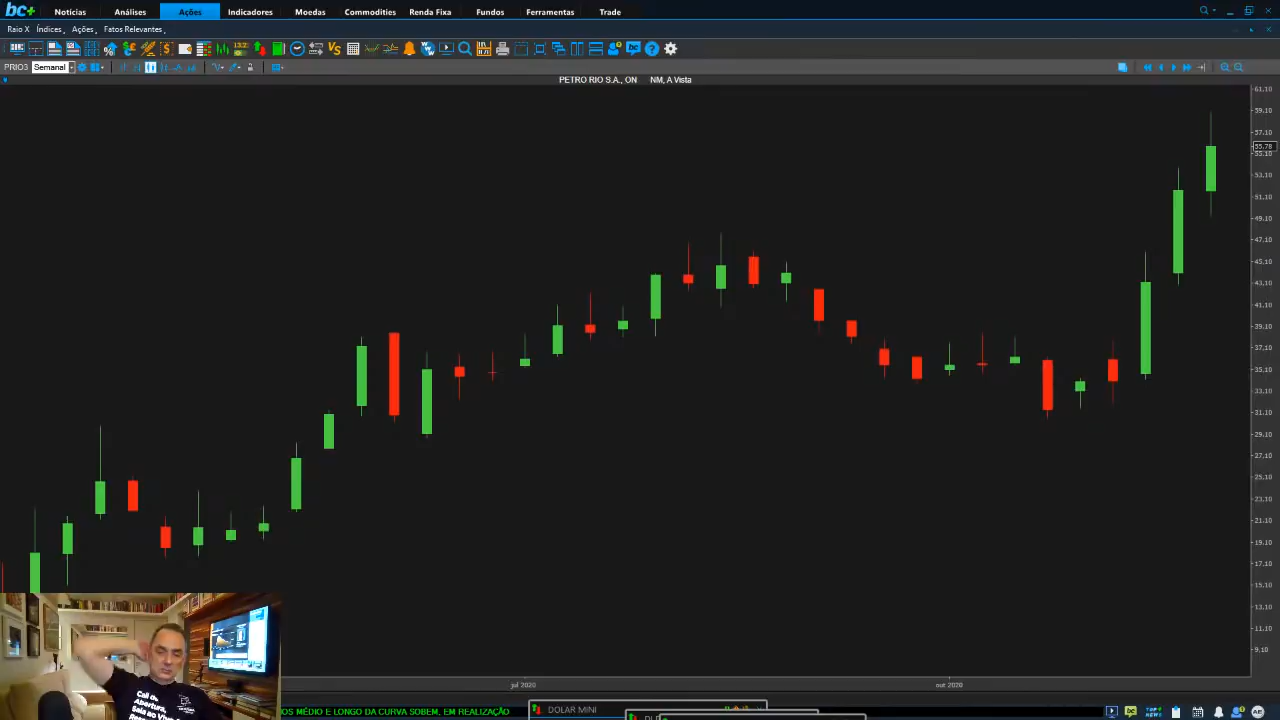 bc+ Notícias Análises Ações Indicadores Moedas Commodities Renda Fixa Fundos Ferramentas Trade
Raio X Índices Ações Fatos Relevantes
PRIO3 Semanal
PETRO RIO S.A., ON NM, A Vista
61,10
59,10
57,10
55,78
55,10
53,10
51,10
49,10
47,10
45,10
43,10
41,10
39,10
37,10
35,10
33,10
31,10
29,10
27,10
25,10
23,10
21,10
19,10
17,10
15,10
13,10
11,10
9,10
jul 2020 out 2020
Call de
Abertura,
OS MÉDIO E LONGO DA CURVA SOBEM, EM REALIZAÇÃO
DOLAR MINI
AE